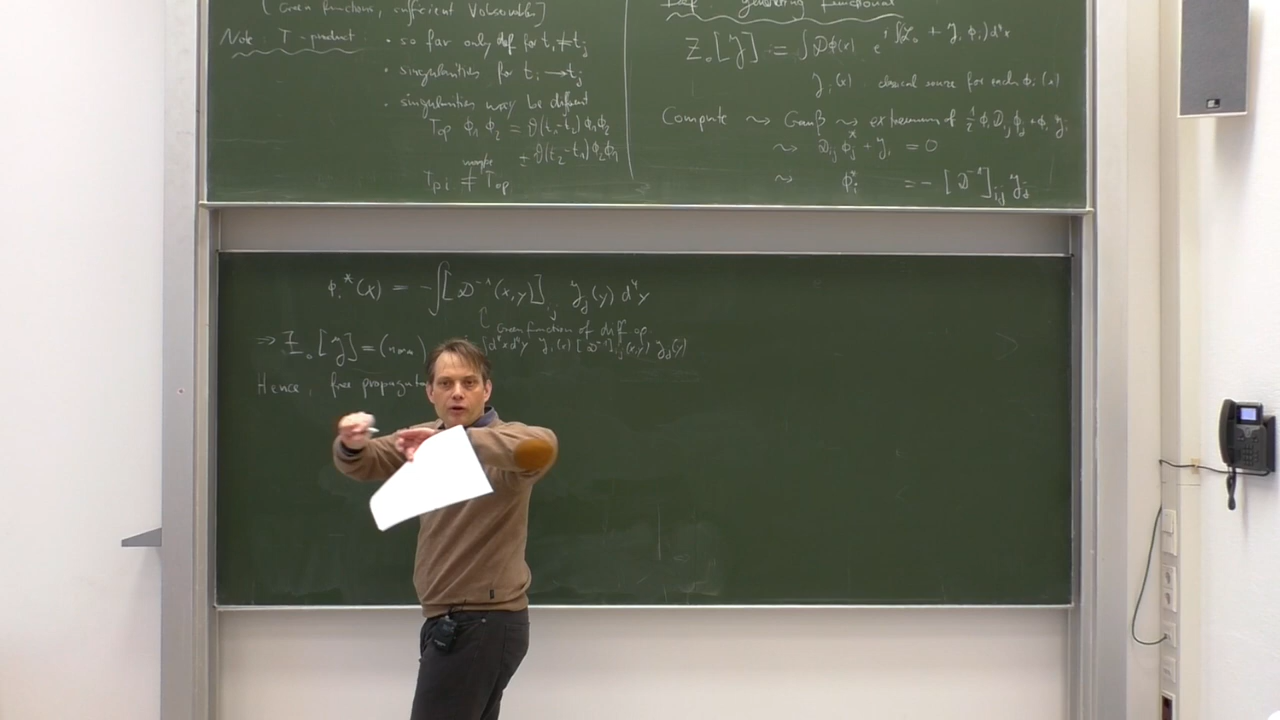 [Green functions, sufficient
Note: T-product: • so far only def for t_i ≠ t_j
• singularities for t_i → t_j
• singularities may be different
T_op Φ_1 Φ_2 = ϑ(t_1-t_2) Φ_1 Φ_2
± ϑ(t_2-t_1) Φ_2 Φ_1
maybe
T_p.i. ≠ T_op
generating functional
Z_0[J] := ∫ DΦ(x) e^{i∫(L_0 + J_i Φ_i) d^4x}
J_i(x) classical source for each Φ_i(x)
Compute ⇝ Gauß ⇝ extremum of 1/2 Φ_i D_ij Φ_j + Φ_i J_i
⇝ D_ij Φ_j^* + J_i = 0
⇝ Φ_i^* = - [D^{-1}]_ij J_j
Φ_i^*(x) = - ∫ [D^{-1}(x,y)]_ij J_j(y) d^4y
Green function of diff op.
⇒ Z_0[J] = (norm) ∫d^4x d^4y J_i(x) [D^{-1}]_ij(x,y) J_j(y)
Hence, free